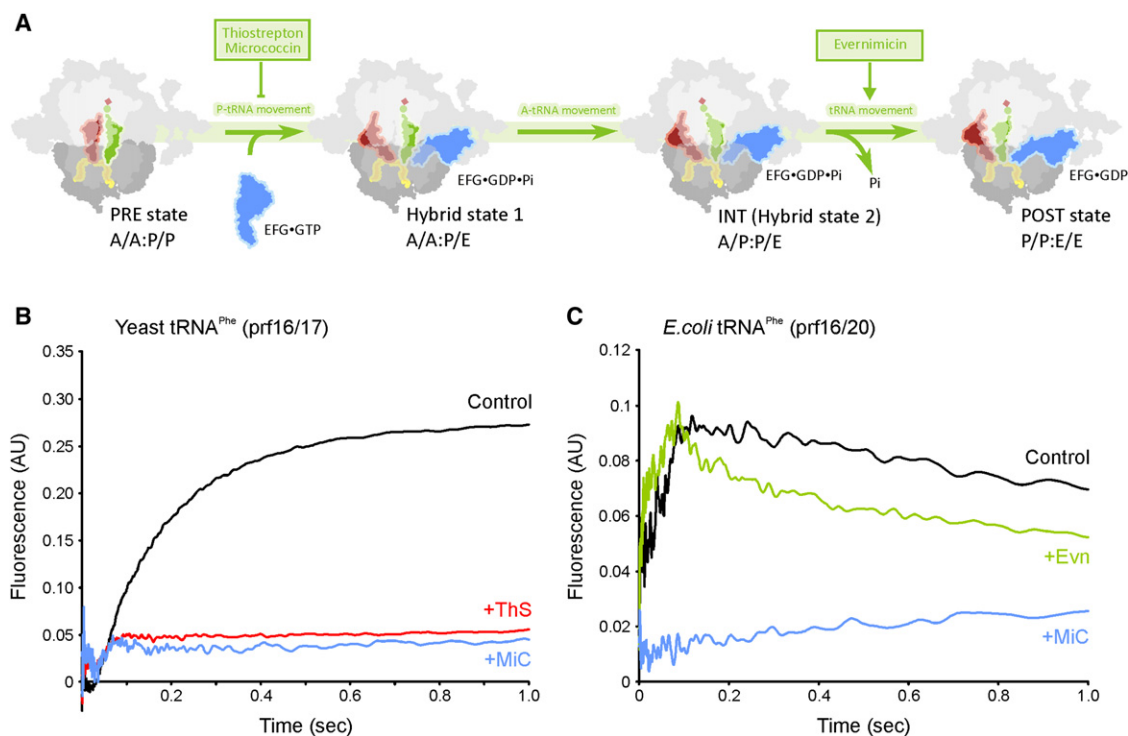 A
Thiostrepton
Micrococcin
Evernimicin
P-tRNA movement
A-tRNA movement
tRNA movement
EFG•GTP
EFG•GDP•Pi
EFG•GDP•Pi
Pi
EFG•GDP
PRE state
A/A:P/P
Hybrid state 1
A/A:P/E
INT (Hybrid state 2)
A/P:P/E
POST state
P/P:E/E
B
Yeast tRNAPhe (prf16/17)
Fluorescence (AU)
0.35
0.30
0.25
0.20
0.15
0.10
0.05
0
Control
+ThS
+MiC
0.2
0.4
0.6
0.8
1.0
Time (sec)
C
E.coli tRNAPhe (prf16/20)
Fluorescence (AU)
0.12
0.1
0.08
0.06
0.04
0.02
0
Control
+Evn
+MiC
0
0.2
0.4
0.6
0.8
1.0
Time (sec)